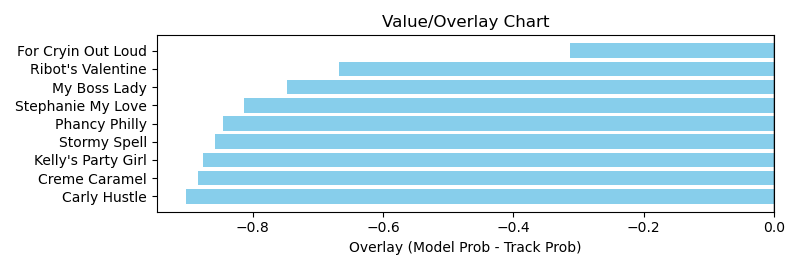 Value/Overlay Chart
For Cryin Out Loud
Ribot's Valentine
My Boss Lady
Stephanie My Love
Phancy Philly
Stormy Spell
Kelly's Party Girl
Creme Caramel
Carly Hustle
−0.8 −0.6 −0.4 −0.2 0.0
Overlay (Model Prob - Track Prob)